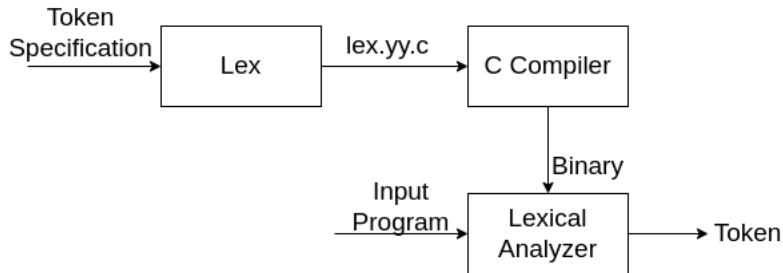 Token
Specification
Lex
lex.yy.c
C Compiler
Binary
Input
Program
Lexical
Analyzer
Token